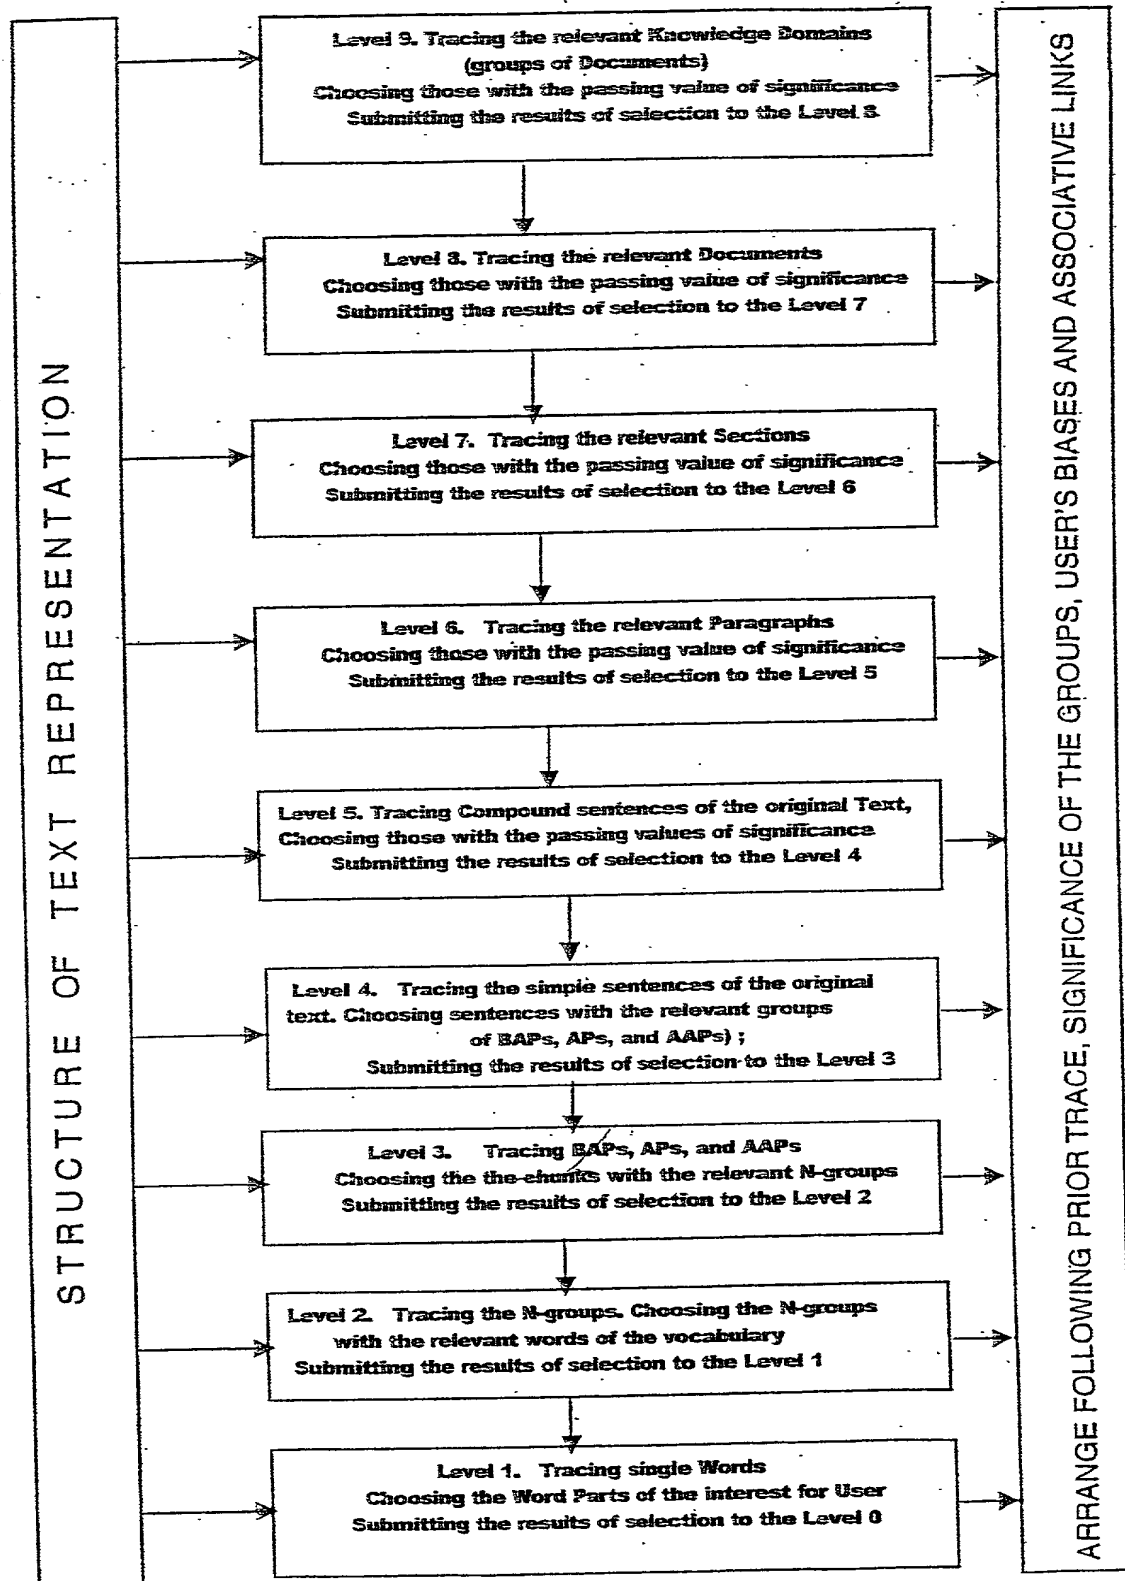 STRUCTURE OF TEXT REPRESENTATION
Level 9. Tracing the relevant Knowledge Domains
(groups of Documents)
Choosing those with the passing value of significance
Submitting the results of selection to the Level 8
Level 8. Tracing the relevant Documents
Choosing those with the passing value of significance
Submitting the results of selection to the Level 7
Level 7. Tracing the relevant Sections
Choosing those with the passing value of significance
Submitting the results of selection to the Level 6
Level 6. Tracing the relevant Paragraphs
Choosing those with the passing value of significance
Submitting the results of selection to the Level 5
Level 5. Tracing Compound sentences of the original Text,
Choosing those with the passing values of significance
Submitting the results of selection to the Level 4
Level 4. Tracing the simple sentences of the original
text. Choosing sentences with the relevant groups
of BAPs, APs, and AAPs) ;
Submitting the results of selection to the Level 3
Level 3. Tracing BAPs, APs, and AAPs
Choosing the the chunks with the relevant N-groups
Submitting the results of selection to the Level 2
Level 2. Tracing the N-groups. Choosing the N-groups
with the relevant words of the vocabulary
Submitting the results of selection to the Level 1
Level 1. Tracing single Words
Choosing the Word Parts of the interest for User
Submitting the results of selection to the Level 0
ARRANGE FOLLOWING PRIOR TRACE, SIGNIFICANCE OF THE GROUPS, USER'S BIASES AND ASSOCIATIVE LINKS